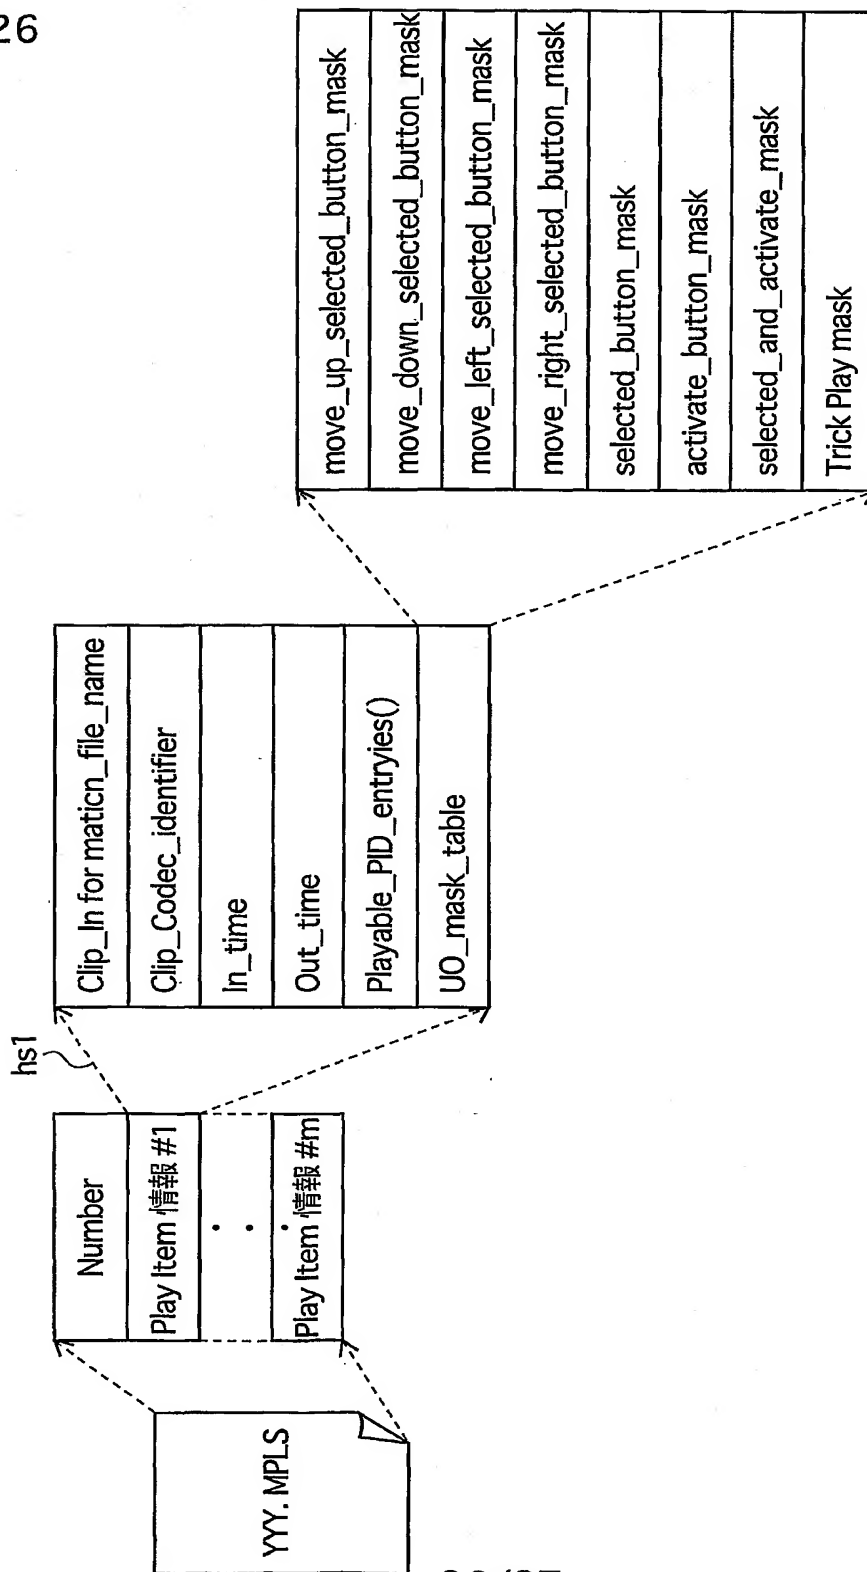 26
YYY. MPLS
Number
Play Item 情報 #1
Play Item 情報 #m
hs1
Clip_In for maticn_file_name
Clip_Codec_identifier
In_time
Out_time
Playable_PID_entryies()
UO_mask_table
move_up_selected_button_mask
move_down_selected_button_mask
move_left_selected_button_mask
move_right_selected_button_mask
selected_button_mask
activate_button_mask
selected_and_activate_mask
Trick Play mask